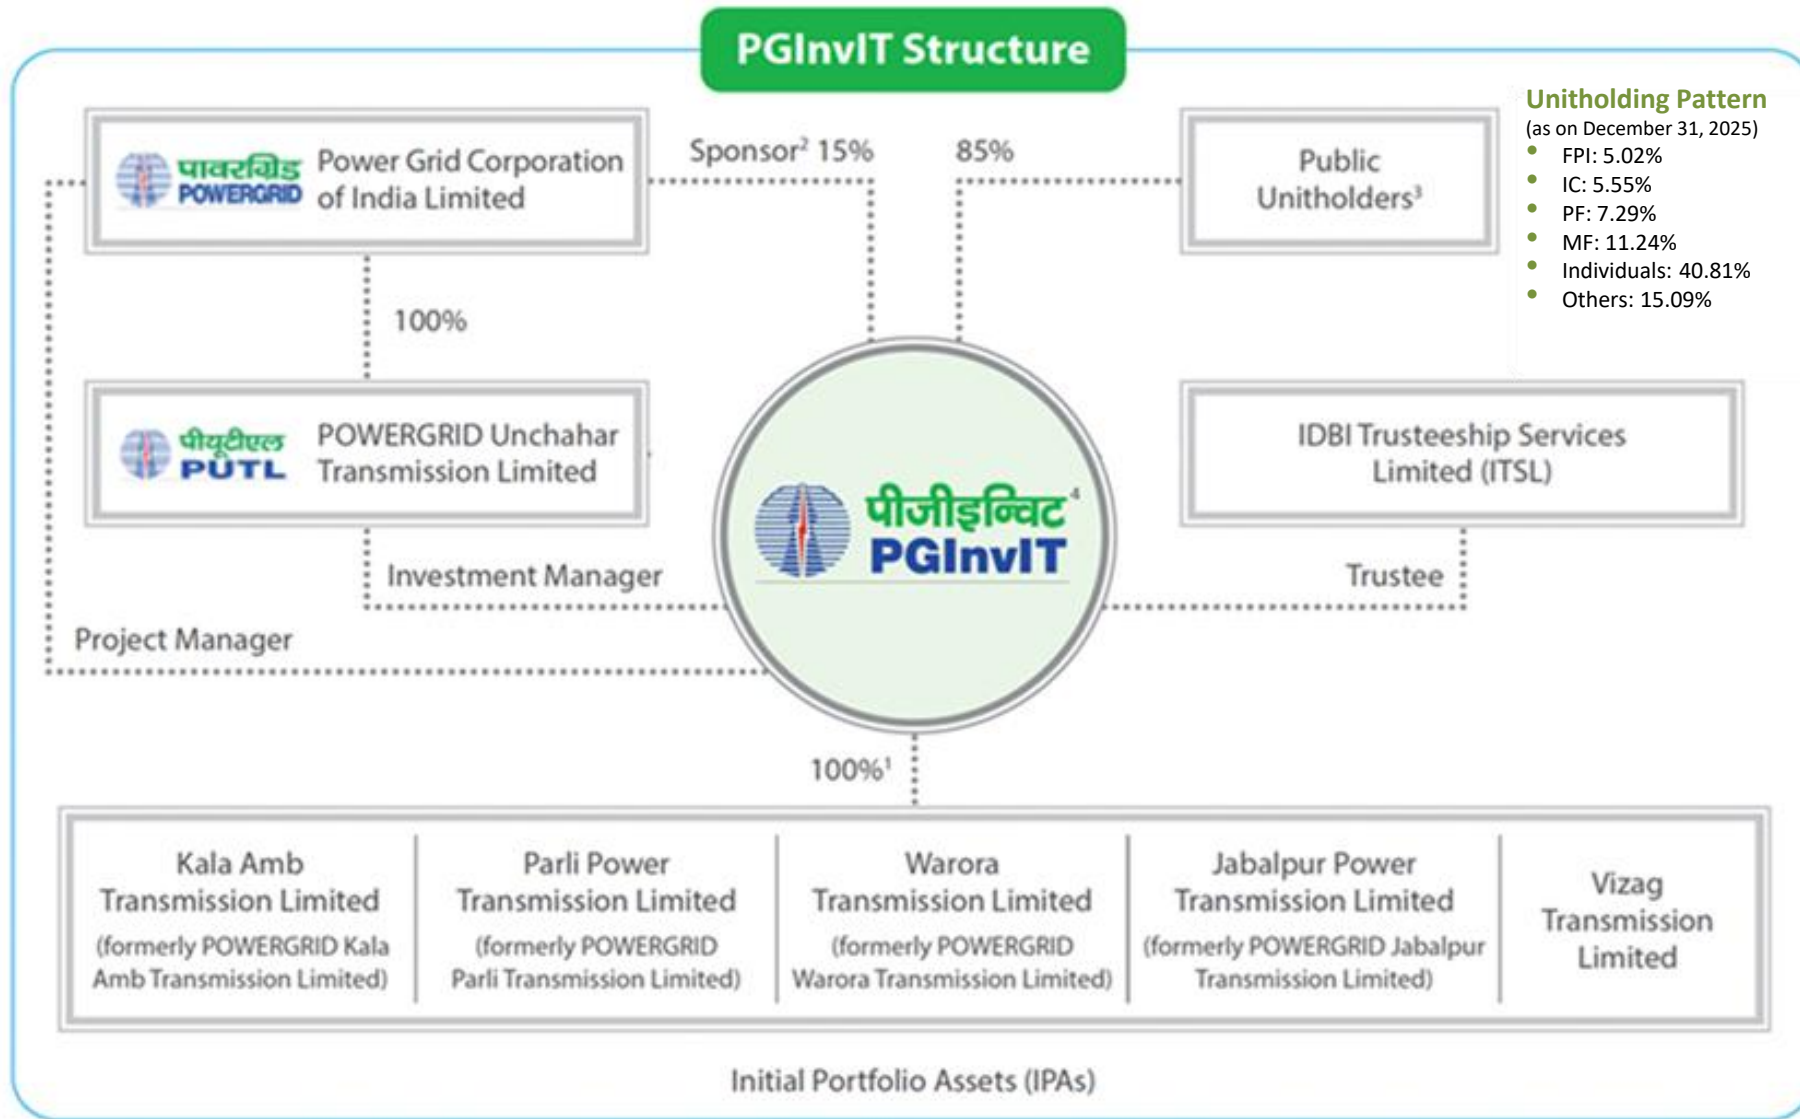 PGInvIT Structure
पावरग्रिड
POWERGRID
Power Grid Corporation
of India Limited
Sponsor² 15%
85%
Public
Unitholders³
Unitholding Pattern
(as on December 31, 2025)
• FPI: 5.02%
• IC: 5.55%
• PF: 7.29%
• MF: 11.24%
• Individuals: 40.81%
• Others: 15.09%
100%
पीयूटीएल
PUTL
POWERGRID Unchahar
Transmission Limited
IDBI Trusteeship Services
Limited (ITSL)
पीजीइन्विट⁴
PGInvIT
Investment Manager
Trustee
Project Manager
100%¹
Kala Amb
Transmission Limited
(formerly POWERGRID Kala
Amb Transmission Limited)
Parli Power
Transmission Limited
(formerly POWERGRID
Parli Transmission Limited)
Warora
Transmission Limited
(formerly POWERGRID
Warora Transmission Limited)
Jabalpur Power
Transmission Limited
(formerly POWERGRID Jabalpur
Transmission Limited)
Vizag
Transmission
Limited
Initial Portfolio Assets (IPAs)